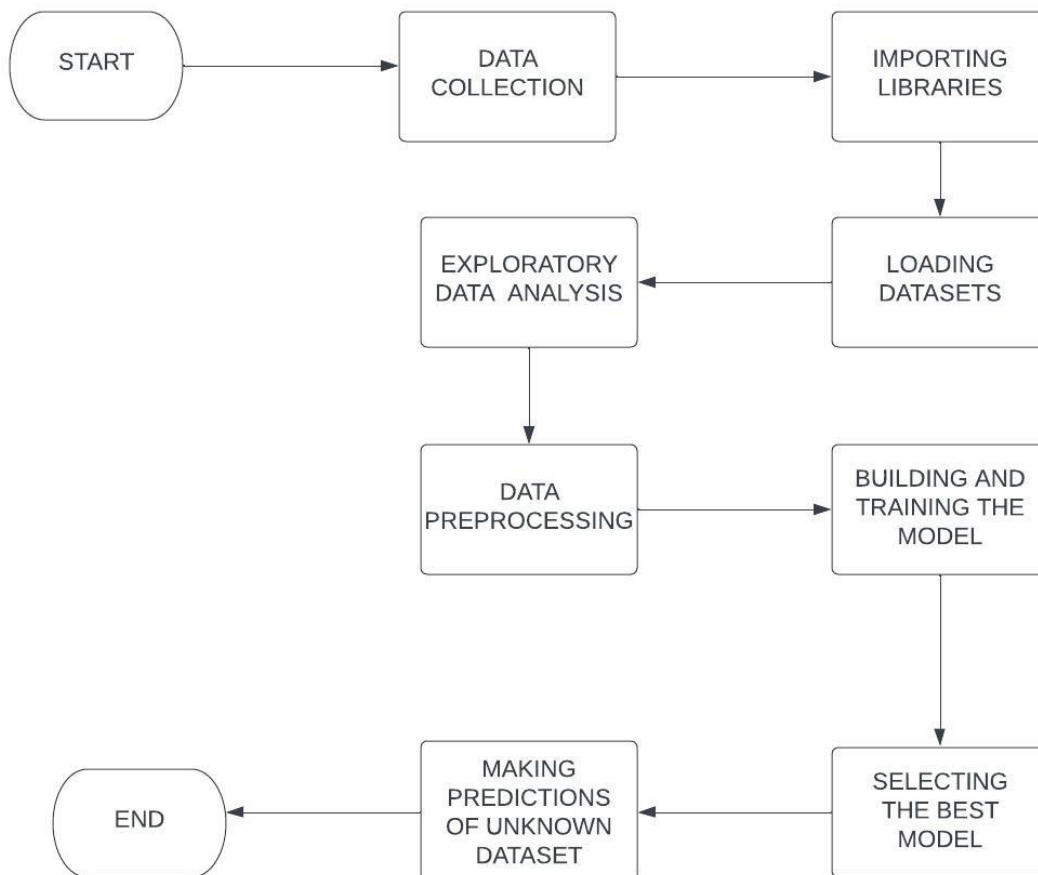 START
DATA
COLLECTION
IMPORTING
LIBRARIES
LOADING
DATASETS
EXPLORATORY
DATA ANALYSIS
DATA
PREPROCESSING
BUILDING AND
TRAINING THE
MODEL
SELECTING
THE BEST
MODEL
MAKING
PREDICTIONS
OF UNKNOWN
DATASET
END